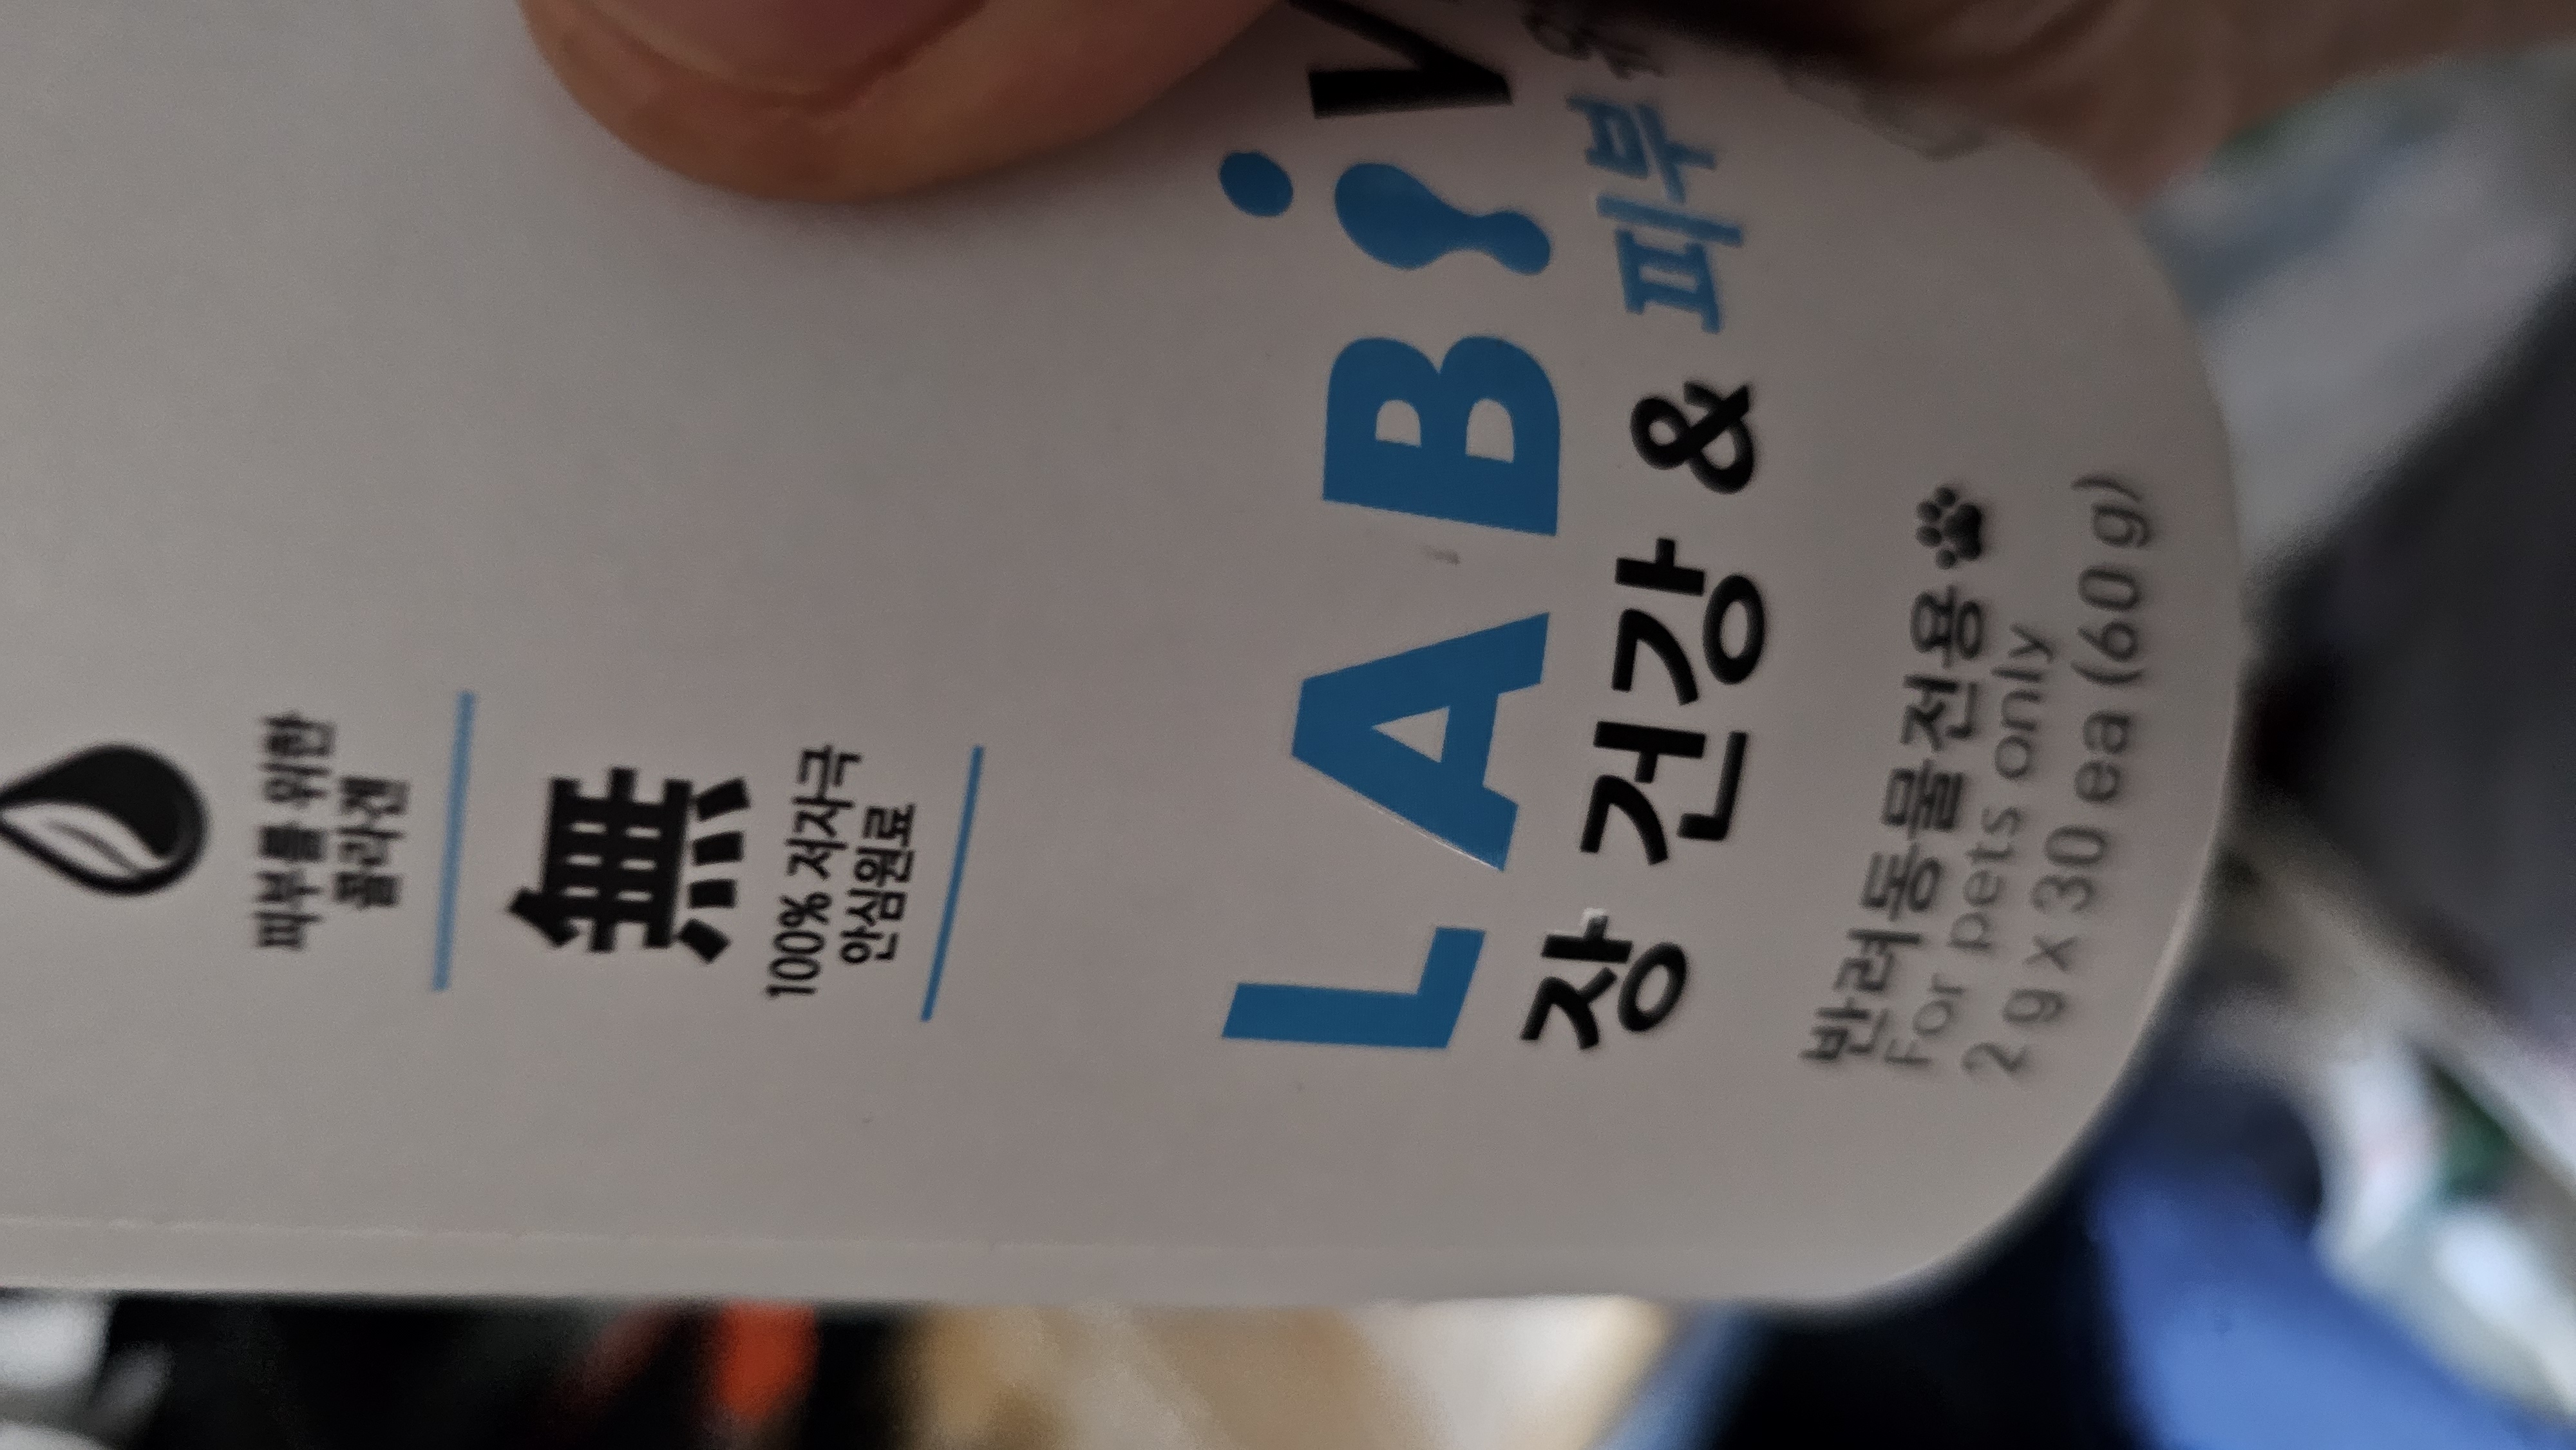 피부를 위한
콜라겐
無
100% 저자극
안심원료
LABiV
장 건강 & 피부
반려동물전용
For pets only
2 g x 30 ea (60 g)